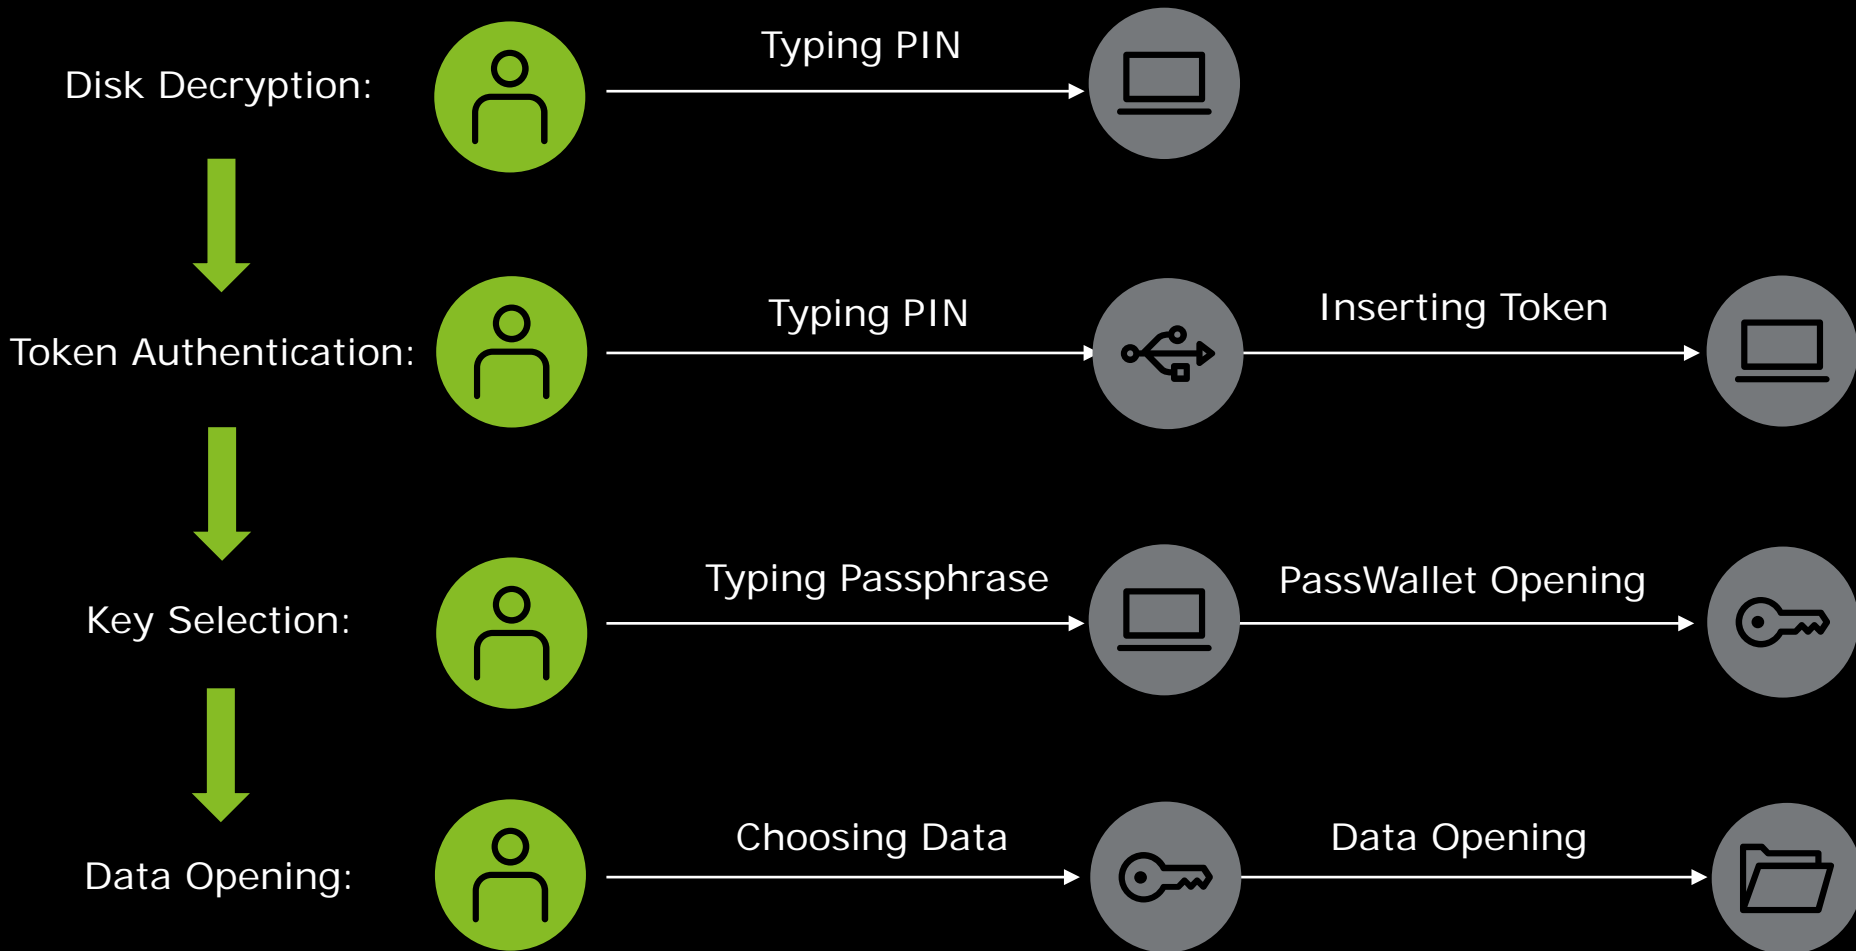 Disk Decryption:
Typing PIN
Token Authentication:
Typing PIN
Inserting Token
Key Selection:
Typing Passphrase
PassWallet Opening
Data Opening:
Choosing Data
Data Opening